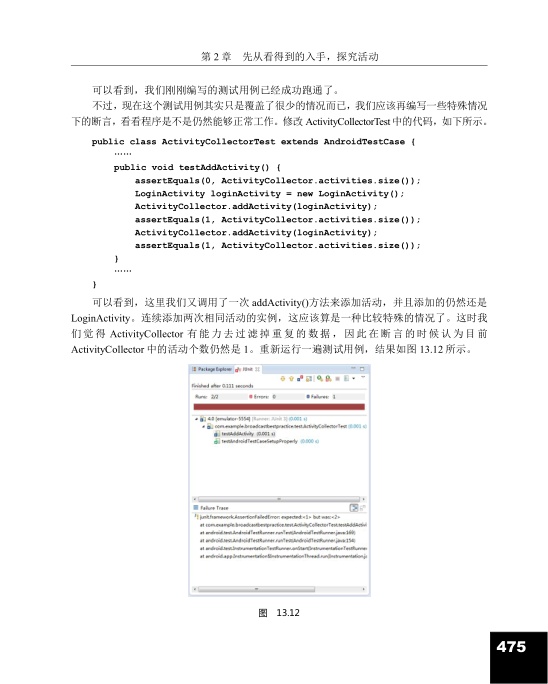 第 2 章 先从看得到的入手，探究活动
可以看到，我们刚刚编写的测试用例已经成功跑通了。
不过，现在这个测试用例其实只是覆盖了很少的情况而已，我们应该再编写一些特殊情况
下的断言，看看程序是不是仍然能够正常工作。修改 ActivityCollectorTest 中的代码，如下所示。
public class ActivityCollectorTest extends AndroidTestCase {
……
public void testAddActivity() {
assertEquals(0, ActivityCollector.activities.size());
LoginActivity loginActivity = new LoginActivity();
ActivityCollector.addActivity(loginActivity);
assertEquals(1, ActivityCollector.activities.size());
ActivityCollector.addActivity(loginActivity);
assertEquals(1, ActivityCollector.activities.size());
}
……
}
可以看到，这里我们又调用了一次 addActivity()方法来添加活动，并且添加的仍然还是
LoginActivity。连续添加两次相同活动的实例，这应该算是一种比较特殊的情况了。这时我
们觉得 ActivityCollector 有能力去过滤掉重复的数据，因此在断言的时候认为目前
ActivityCollector 中的活动个数仍然是 1。重新运行一遍测试用例，结果如图 13.12 所示。
Package Explorer JUnit
Finished after 0.111 seconds
Runs: 2/2 Errors: 0 Failures: 1
4.0 [emulator-5554] [Runner: JUnit 3] (0.001 s)
com.example.broadcastbestpractice.test.ActivityCollectorTest (0.001 s)
testAddActivity (0.001 s)
testAndroidTestCaseSetupProperly (0.000 s)
Failure Trace
junit.framework.AssertionFailedError: expected:<1> but was:<2>
at com.example.broadcastbestpractice.test.ActivityCollectorTest.testAddActivi
at android.test.AndroidTestRunner.runTest(AndroidTestRunner.java:169)
at android.test.AndroidTestRunner.runTest(AndroidTestRunner.java:154)
at android.test.InstrumentationTestRunner.onStart(InstrumentationTestRunner
at android.app.Instrumentation$InstrumentationThread.run(Instrumentation.j
图 13.12
475